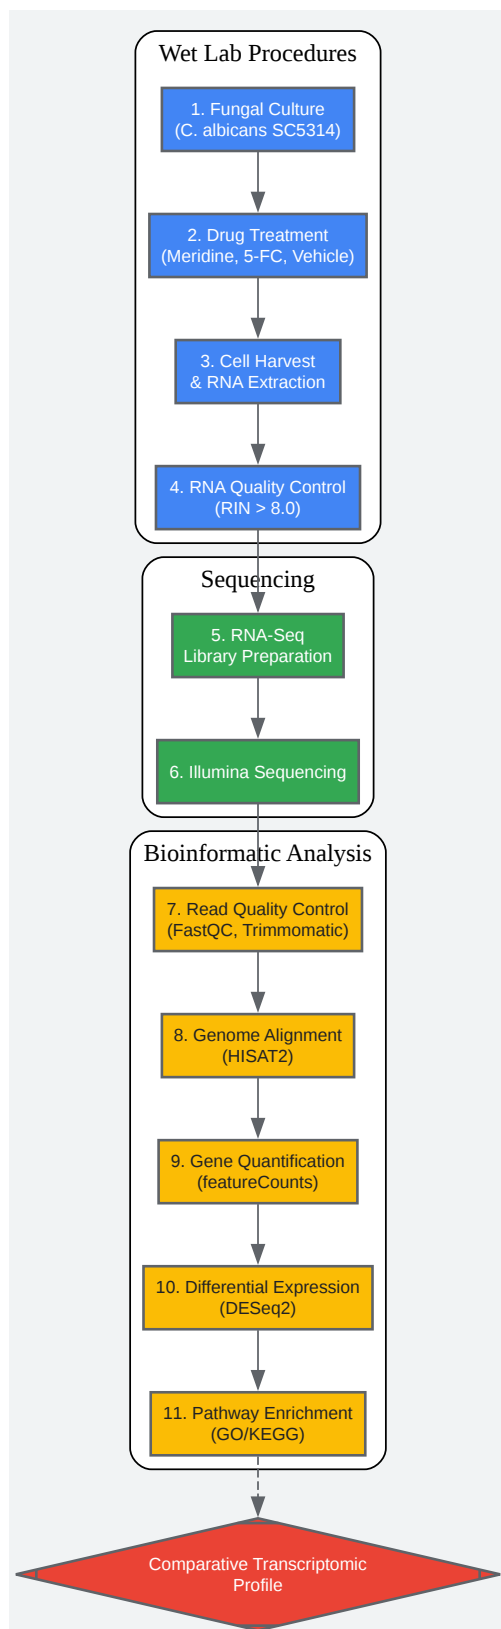 Wet Lab Procedures
1. Fungal Culture
(C. albicans SC5314)
2. Drug Treatment
(Meridine, 5-FC, Vehicle)
3. Cell Harvest
& RNA Extraction
4. RNA Quality Control
(RIN > 8.0)
Sequencing
5. RNA-Seq
Library Preparation
6. Illumina Sequencing
Bioinformatic Analysis
7. Read Quality Control
(FastQC, Trimmomatic)
8. Genome Alignment
(HISAT2)
9. Gene Quantification
(featureCounts)
10. Differential Expression
(DESeq2)
11. Pathway Enrichment
(GO/KEGG)
Comparative Transcriptomic
Profile